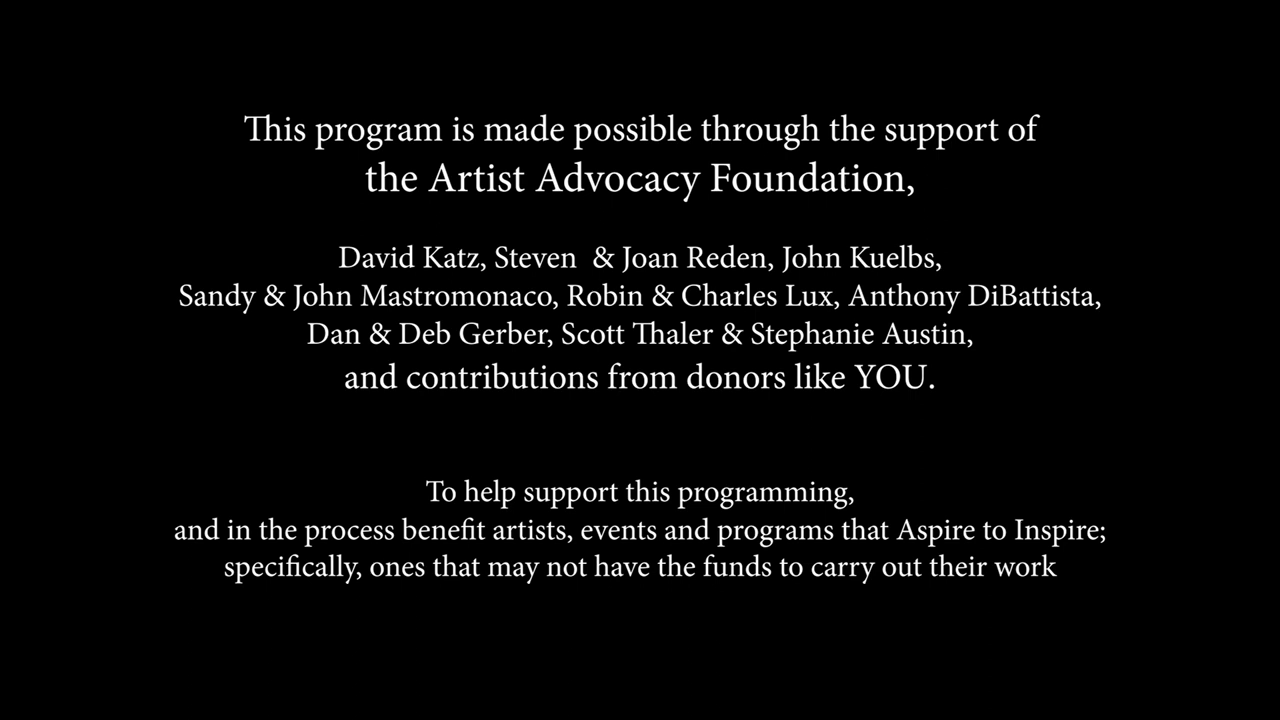 This program is made possible through the support of
the Artist Advocacy Foundation,
David Katz, Steven & Joan Reden, John Kuelbs,
Sandy & John Mastromonaco, Robin & Charles Lux, Anthony DiBattista,
Dan & Deb Gerber, Scott Thaler & Stephanie Austin,
and contributions from donors like YOU.
To help support this programming,
and in the process benefit artists, events and programs that Aspire to Inspire;
specifically, ones that may not have the funds to carry out their work